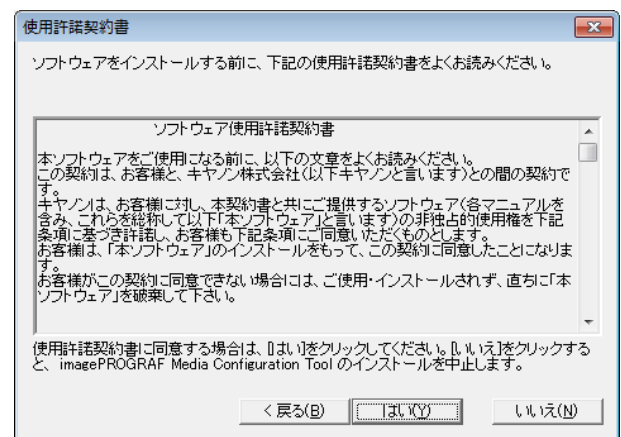 使用許諾契約書
ソフトウェアをインストールする前に、下記の使用許諾契約書をよくお読みください。
ソフトウェア使用許諾契約書
本ソフトウェアをご使用になる前に、以下の文章をよくお読みください。
この契約は、お客様と、キヤノン株式会社(以下キヤノンと言います)との間の契約で
す。
キヤノンは、お客様に対し、本契約書と共にご提供するソフトウェア(各マニュアルを
含み、これらを総称して以下「本ソフトウェア」と言います)の非独占的使用権を下記
条項に基づき許諾し、お客様も下記条項にご同意いただくものとします。
お客様は、「本ソフトウェア」のインストールをもって、この契約に同意したことになりま
す。
お客様がこの契約に同意できない場合には、ご使用・インストールされず、直ちに「本
ソフトウェア」を破棄して下さい。
使用許諾契約書に同意する場合は、[はい]をクリックしてください。[いいえ]をクリックする
と、imagePROGRAF Media Configuration Tool のインストールを中止します。
< 戻る(B)
はい(Y)
いいえ(N)